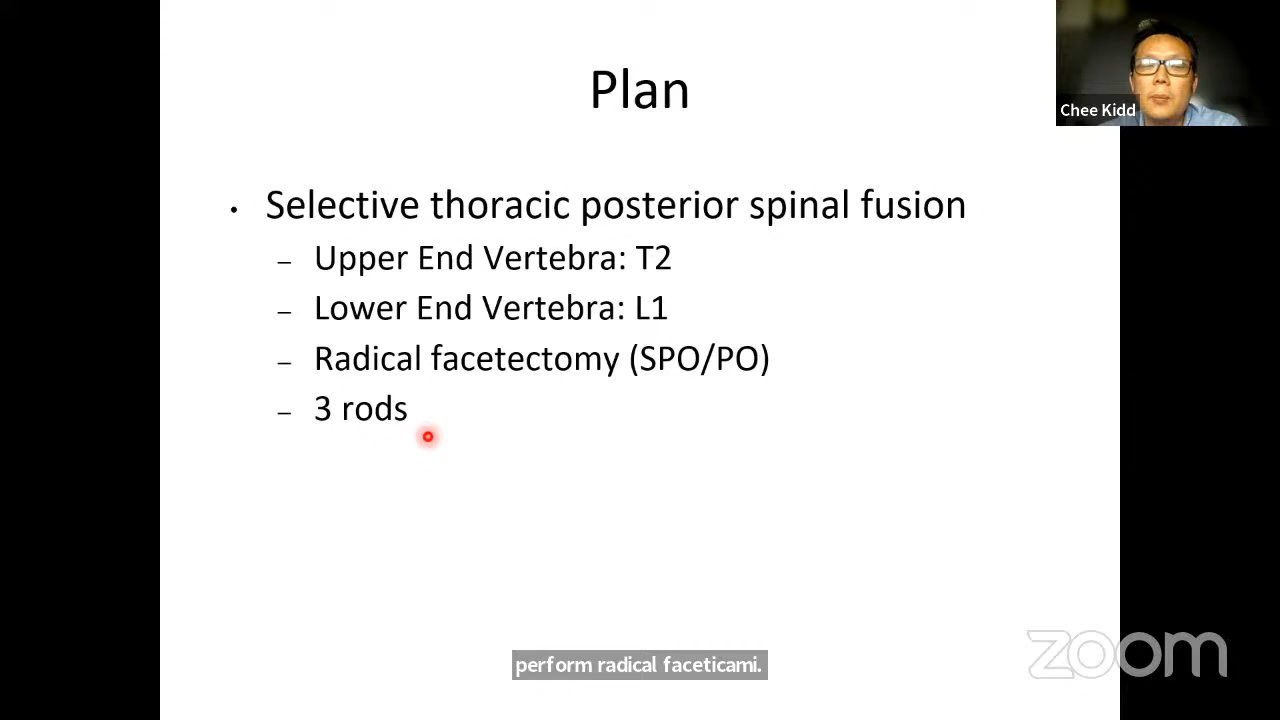 Plan
Chee Kidd
• Selective thoracic posterior spinal fusion
– Upper End Vertebra: T2
– Lower End Vertebra: L1
– Radical facetectomy (SPO/PO)
– 3 rods
perform radical faceticami.
zoom